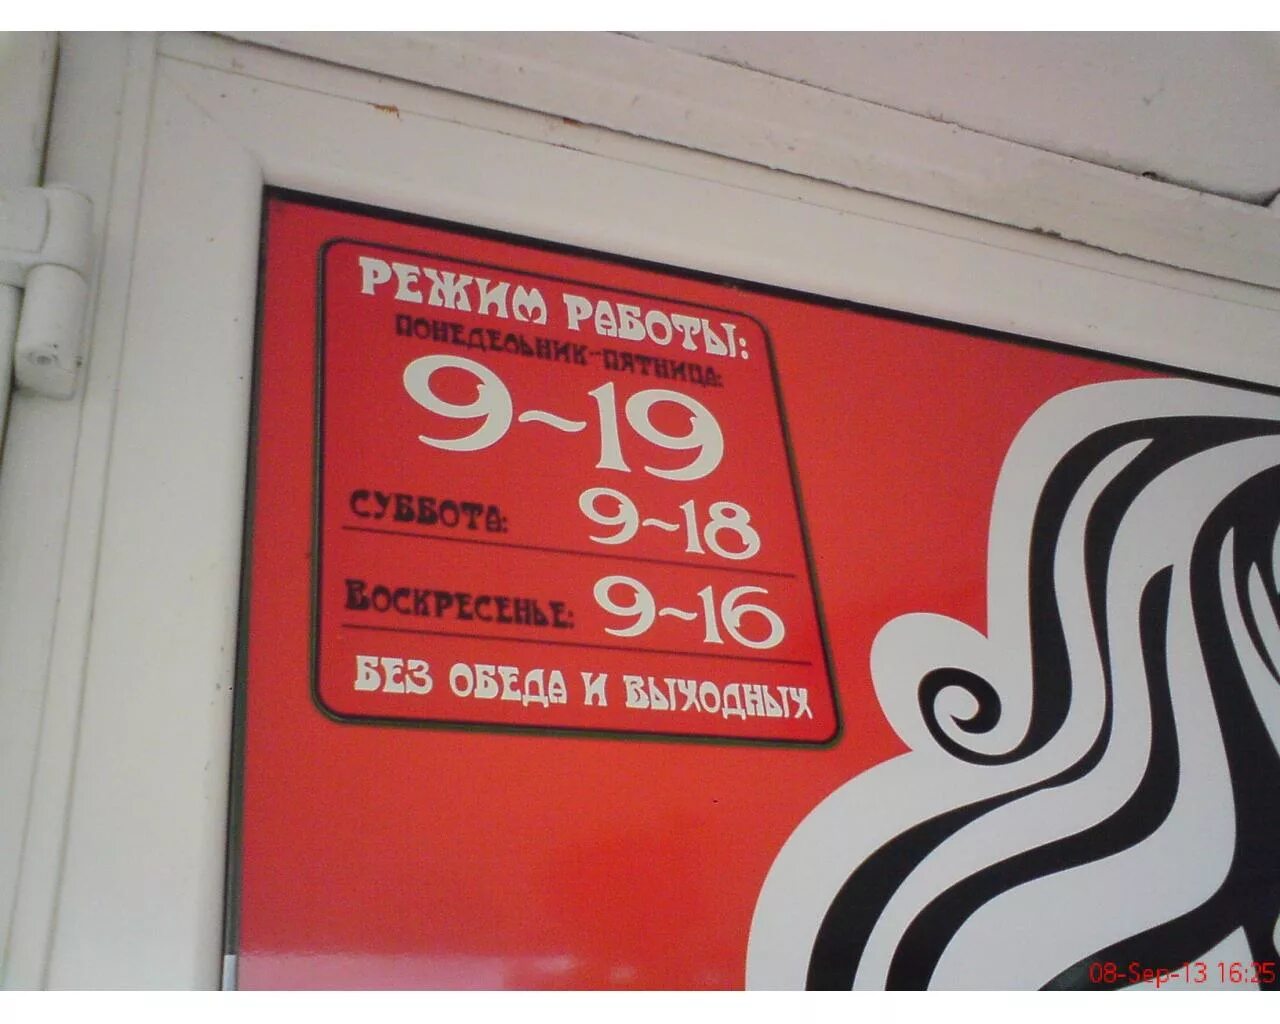 РЕЖИМ РАБОТЫ:
ПОНЕДЕЛЬНИК-ПЯТНИЦА:
9~19
СУББОТА: 9~18
ВОСКРЕСЕНЬЕ: 9~16
БЕЗ ОБЕДА И ВЫХОДНЫХ
08-Sep-13 16:25